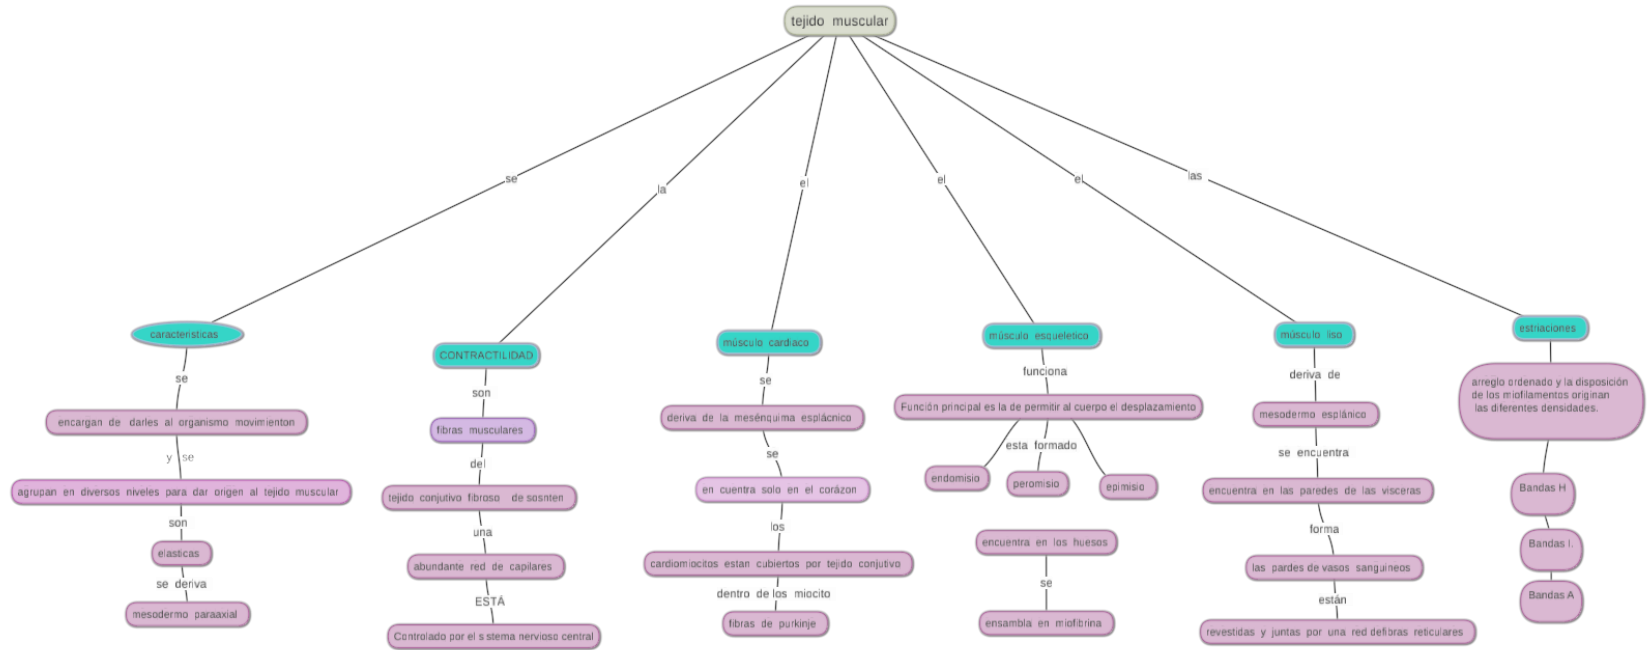 tejido muscular
se
la
el
el
el
las
caracteristicas
se
encargan de darles al organismo movimienton
y se
agrupan en diversos niveles para dar origen al tejido muscular
son
elasticas
se deriva
mesodermo paraaxial
CONTRACTILIDAD
son
fibras musculares
del
tejido conjutivo fibroso de sosnten
una
abundante red de capilares
ESTÁ
Controlado por el sistema nervioso central
músculo cardiaco
se
deriva de la mesénquima esplácnico
se
en cuentra solo en el corázon
los
cardiomiocitos estan cubiertos por tejido conjutivo
dentro de los miocito
fibras de purkinje
músculo esqueletico
funciona
Función principal es la de permitir al cuerpo el desplazamiento
esta formado
endomisio
peromisio
epimisio
encuentra en los huesos
se
ensambla en miofibrina
músculo liso
deriva de
mesodermo esplánico
se encuentra
encuentra en las paredes de las visceras
forma
las pardes de vasos sanguineos
están
revestidas y juntas por una red defibras reticulares
estriaciones
arreglo ordenado y la disposición
de los miofilamentos originan
las diferentes densidades.
Bandas H
Bandas I.
Bandas A